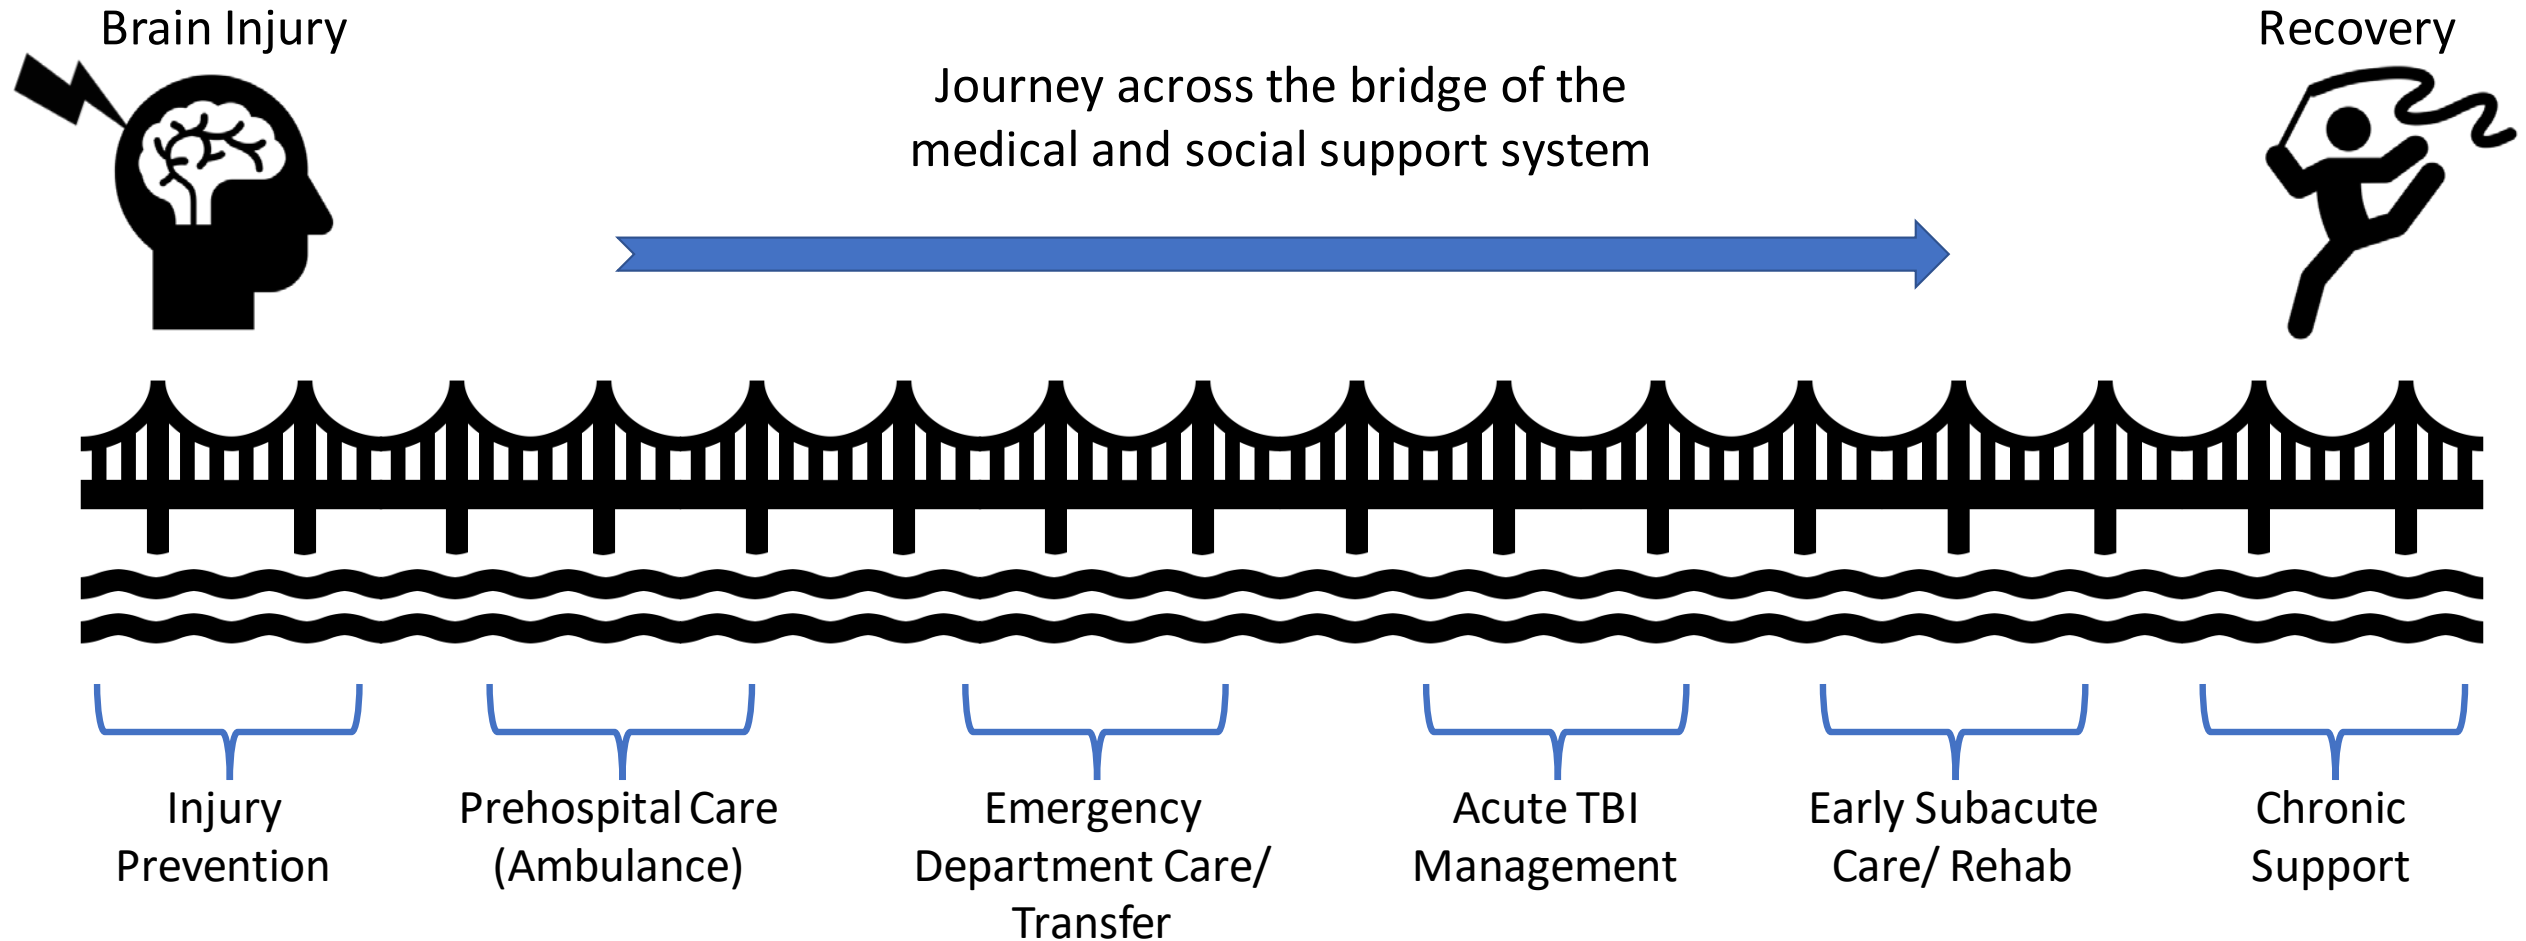 Brain Injury
Recovery
Journey across the bridge of the
medical and social support system
Injury
Prevention
Prehospital Care
(Ambulance)
Emergency
Department Care/
Transfer
Acute TBI
Management
Early Subacute
Care/ Rehab
Chronic
Support